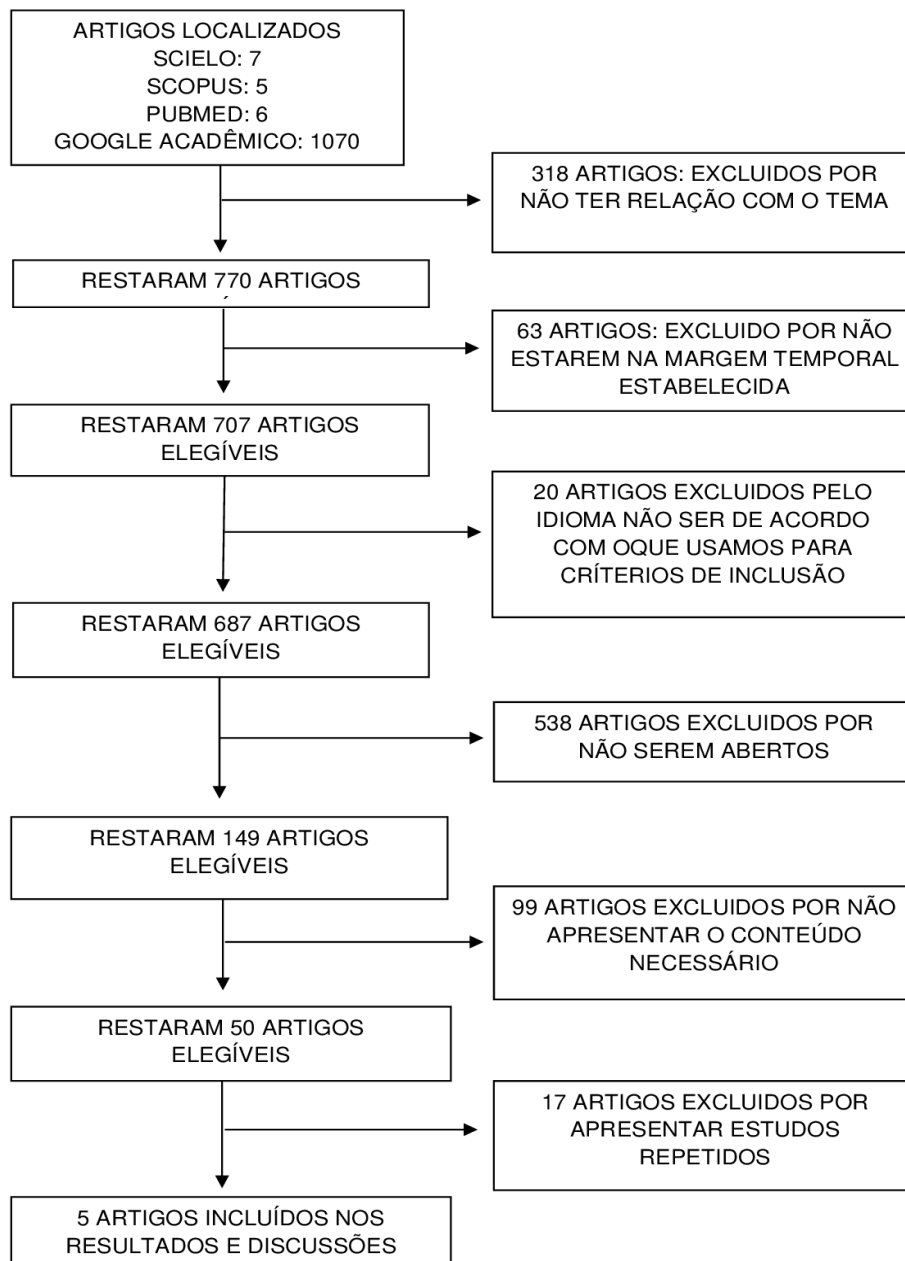 ARTIGOS LOCALIZADOS
SCIELO: 7
SCOPUS: 5
PUBMED: 6
GOOGLE ACADÊMICO: 1070
318 ARTIGOS: EXCLUIDOS POR
NÃO TER RELAÇÃO COM O TEMA
RESTARAM 770 ARTIGOS
63 ARTIGOS: EXCLUIDO POR NÃO
ESTAREM NA MARGEM TEMPORAL
ESTABELECIDA
RESTARAM 707 ARTIGOS
ELEGÍVEIS
20 ARTIGOS EXCLUIDOS PELO
IDIOMA NÃO SER DE ACORDO
COM OQUE USAMOS PARA
CRÍTERIOS DE INCLUSÃO
RESTARAM 687 ARTIGOS
ELEGÍVEIS
538 ARTIGOS EXCLUIDOS POR
NÃO SEREM ABERTOS
RESTARAM 149 ARTIGOS
ELEGÍVEIS
99 ARTIGOS EXCLUIDOS POR NÃO
APRESENTAR O CONTEÚDO
NECESSÁRIO
RESTARAM 50 ARTIGOS
ELEGÍVEIS
17 ARTIGOS EXCLUIDOS POR
APRESENTAR ESTUDOS
REPETIDOS
5 ARTIGOS INCLUÍDOS NOS
RESULTADOS E DISCUSSÕES